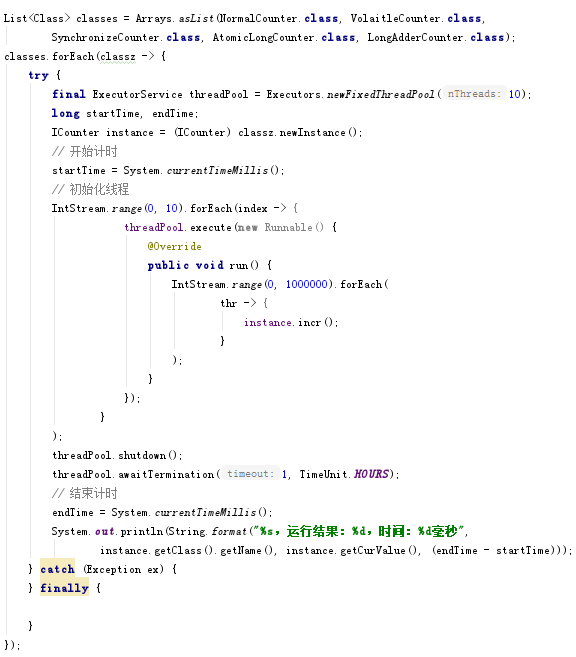 List<Class> classes = Arrays.asList(NormalCounter.class, VolaitleCounter.class,
SynchronizeCounter.class, AtomicLongCounter.class, LongAdderCounter.class);
classes.forEach(classz -> {
try {
final ExecutorService threadPool = Executors.newFixedThreadPool( nThreads: 10);
long startTime, endTime;
ICounter instance = (ICounter) classz.newInstance();
// 开始计时
startTime = System.currentTimeMillis();
// 初始化线程
IntStream.range(0, 10).forEach(index -> {
threadPool.execute(new Runnable() {
@Override
public void run() {
IntStream.range(0, 1000000).forEach(
thr -> {
instance.incr();
}
);
}
});
}
);
threadPool.shutdown();
threadPool.awaitTermination( timeout: 1, TimeUnit.HOURS);
// 结束计时
endTime = System.currentTimeMillis();
System.out.println(String.format("%s，运行结果：%d，时间：%d毫秒",
instance.getClass().getName(), instance.getCurValue(), (endTime - startTime)));
} catch (Exception ex) {
} finally {
}
});